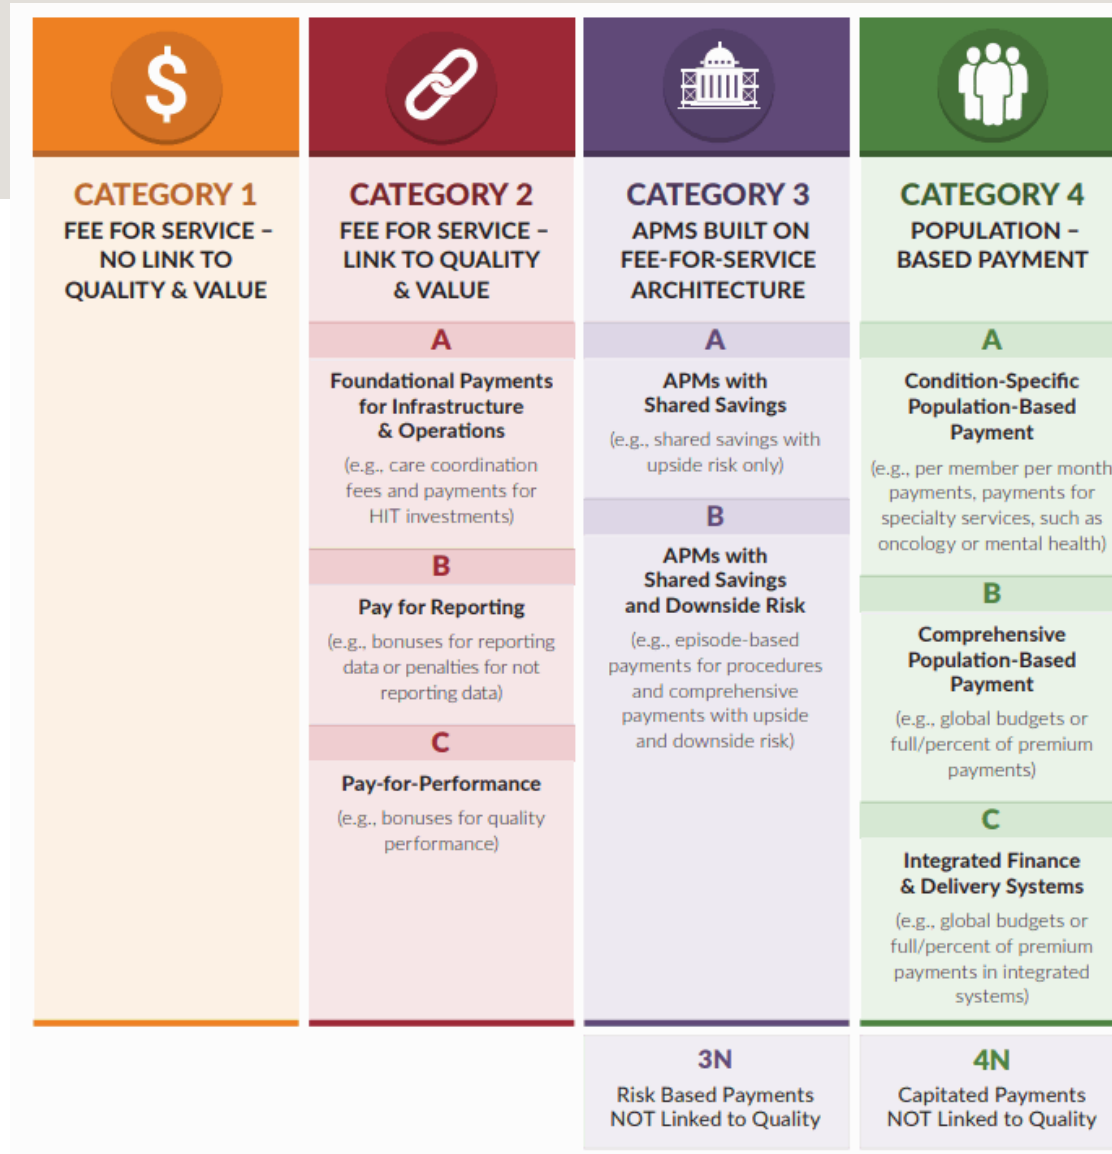 $
CATEGORY 1
FEE FOR SERVICE –
NO LINK TO
QUALITY & VALUE
CATEGORY 2
FEE FOR SERVICE –
LINK TO QUALITY
& VALUE
A
Foundational Payments
for Infrastructure
& Operations
(e.g., care coordination
fees and payments for
HIT investments)
B
Pay for Reporting
(e.g., bonuses for reporting
data or penalties for not
reporting data)
C
Pay-for-Performance
(e.g., bonuses for quality
performance)
CATEGORY 3
APMS BUILT ON
FEE-FOR-SERVICE
ARCHITECTURE
A
APMs with
Shared Savings
(e.g., shared savings with
upside risk only)
B
APMs with
Shared Savings
and Downside Risk
(e.g., episode-based
payments for procedures
and comprehensive
payments with upside
and downside risk)
3N
Risk Based Payments
NOT Linked to Quality
CATEGORY 4
POPULATION –
BASED PAYMENT
A
Condition-Specific
Population-Based
Payment
(e.g., per member per month
payments, payments for
specialty services, such as
oncology or mental health)
B
Comprehensive
Population-Based
Payment
(e.g., global budgets or
full/percent of premium
payments)
C
Integrated Finance
& Delivery Systems
(e.g., global budgets or
full/percent of premium
payments in integrated
systems)
4N
Capitated Payments
NOT Linked to Quality